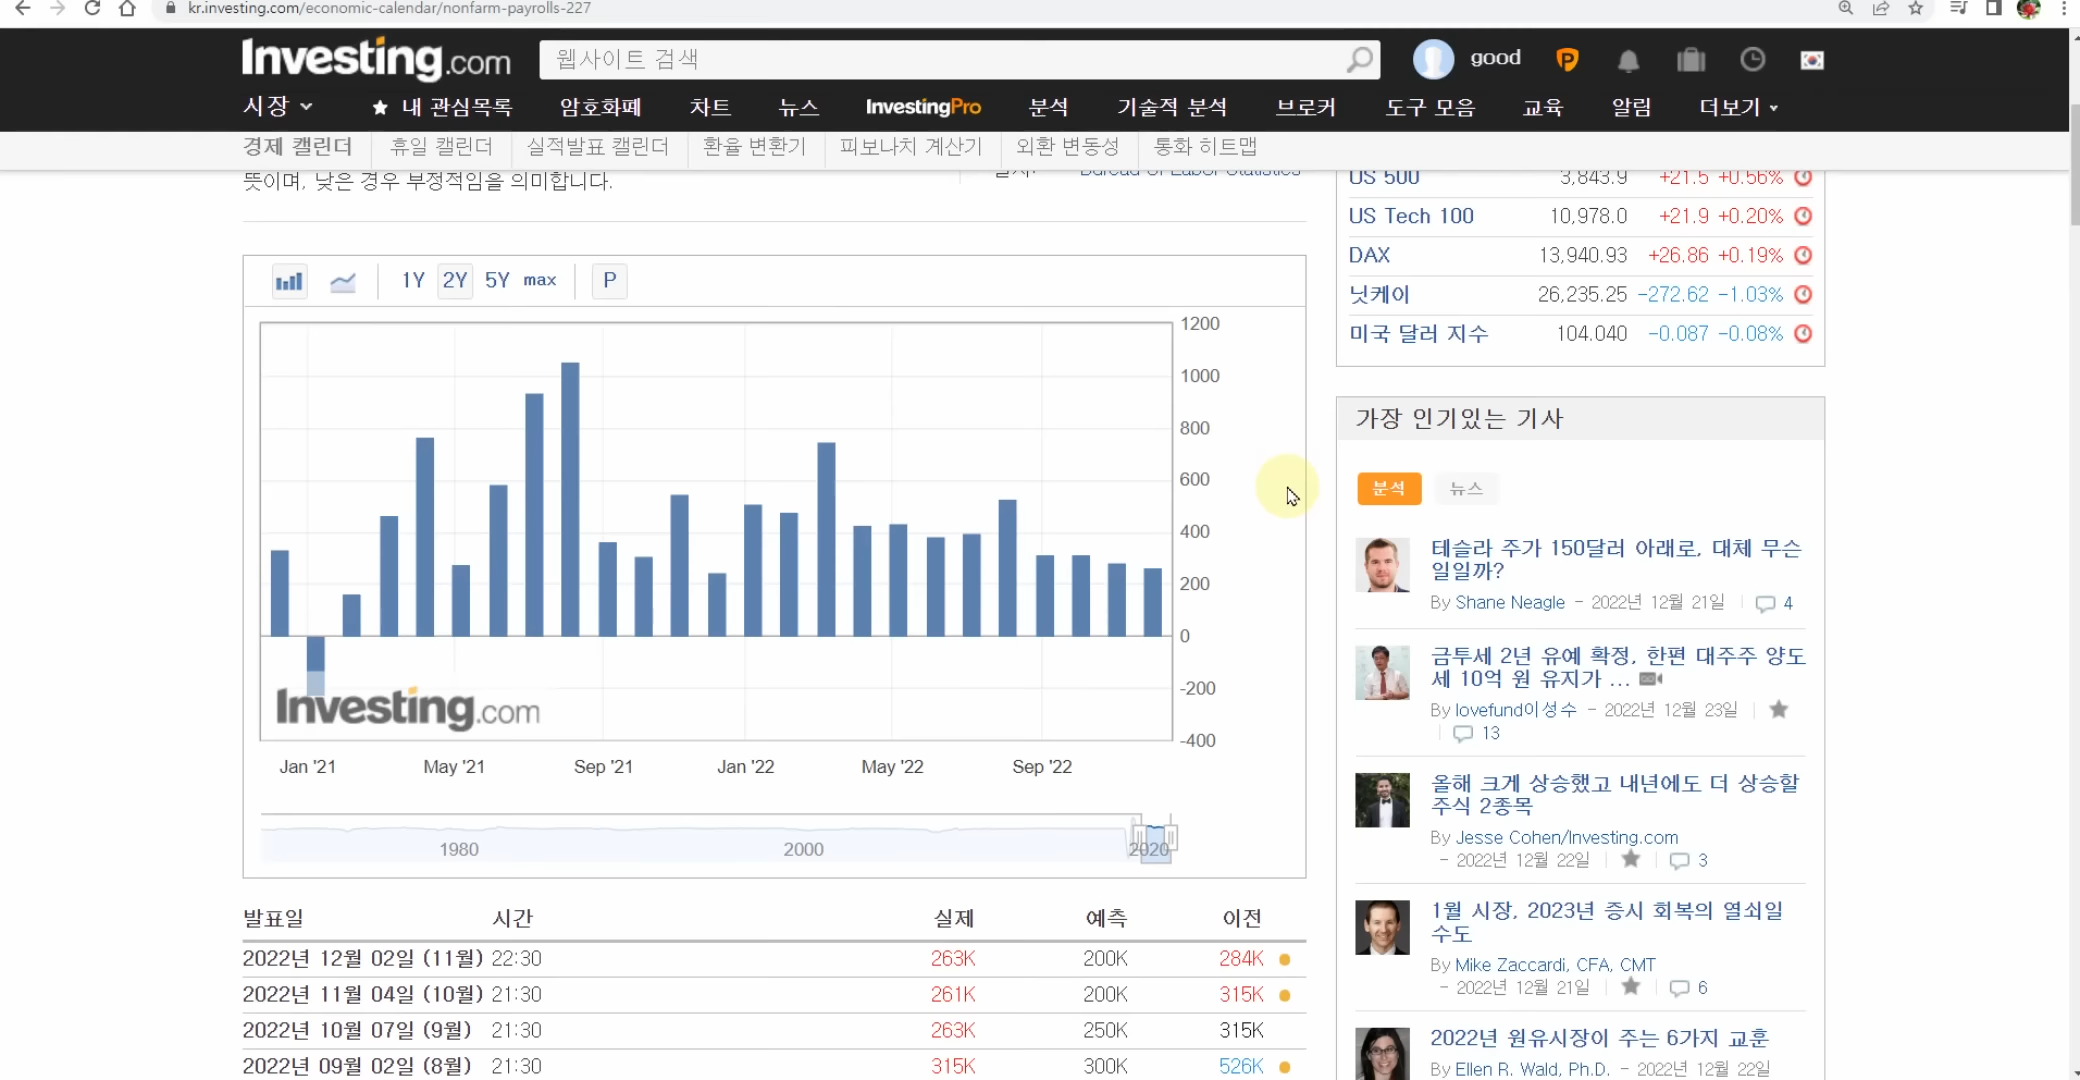 kr.investing.com/economic-calendar/nonfarm-payrolls-227
Investing.com
웹사이트 검색
good
P
시장
내 관심목록
암호화폐
차트
뉴스
InvestingPro
분석
기술적 분석
브로커
도구 모음
교육
알림
더보기
경제 캘린더
휴일 캘린더
실적발표 캘린더
환율 변환기
피보나치 계산기
외환 변동성
통화 히트맵
뜻이며, 낮은 경우 부정적임을 의미합니다.
Bureau of Labor Statistics
1Y 2Y 5Y max P
1200
1000
800
600
400
200
0
-200
-400
Investing.com
Jan '21 May '21 Sep '21 Jan '22 May '22 Sep '22
1980 2000 2020
발표일 시간 실제 예측 이전
2022년 12월 02일 (11월) 22:30 263K 200K 284K
2022년 11월 04일 (10월) 21:30 261K 200K 315K
2022년 10월 07일 (9월) 21:30 263K 250K 315K
2022년 09월 02일 (8월) 21:30 315K 300K 526K
US 500 3,843.9 +21.5 +0.56%
US Tech 100 10,978.0 +21.9 +0.20%
DAX 13,940.93 +26.86 +0.19%
닛케이 26,235.25 -272.62 -1.03%
미국 달러 지수 104.040 -0.087 -0.08%
가장 인기있는 기사
분석 뉴스
테슬라 주가 150달러 아래로, 대체 무슨
일일까?
By Shane Neagle - 2022년 12월 21일 4
금투세 2년 유예 확정, 한편 대주주 양도
세 10억 원 유지가 ...
By lovefund이성수 - 2022년 12월 23일
13
올해 크게 상승했고 내년에도 더 상승할
주식 2종목
By Jesse Cohen/Investing.com
- 2022년 12월 22일 3
1월 시장, 2023년 증시 회복의 열쇠일
수도
By Mike Zaccardi, CFA, CMT
- 2022년 12월 21일 6
2022년 원유시장이 주는 6가지 교훈
By Ellen R. Wald, Ph.D. - 2022년 12월 22일